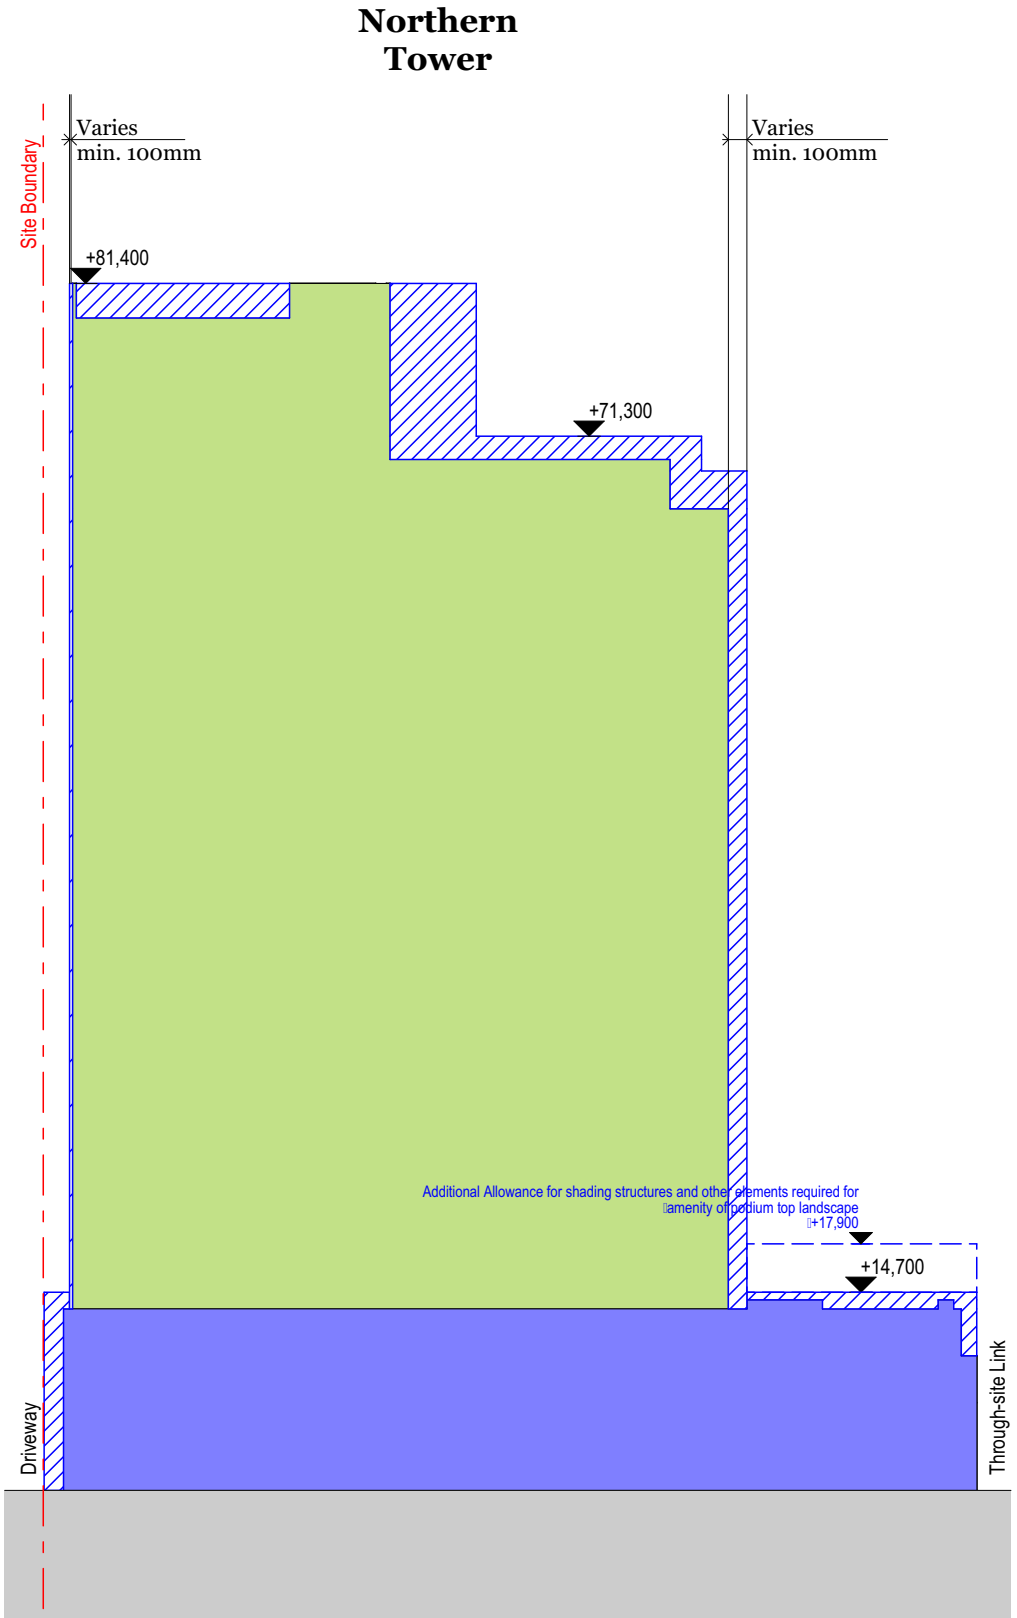 Northern
Tower
Varies
min. 100mm
Varies
min. 100mm
Site Boundary
+81,400
+71,300
Additional Allowance for shading structures and other elements required for
amenity of podium top landscape
+17,900
+14,700
Driveway
Through-site Link